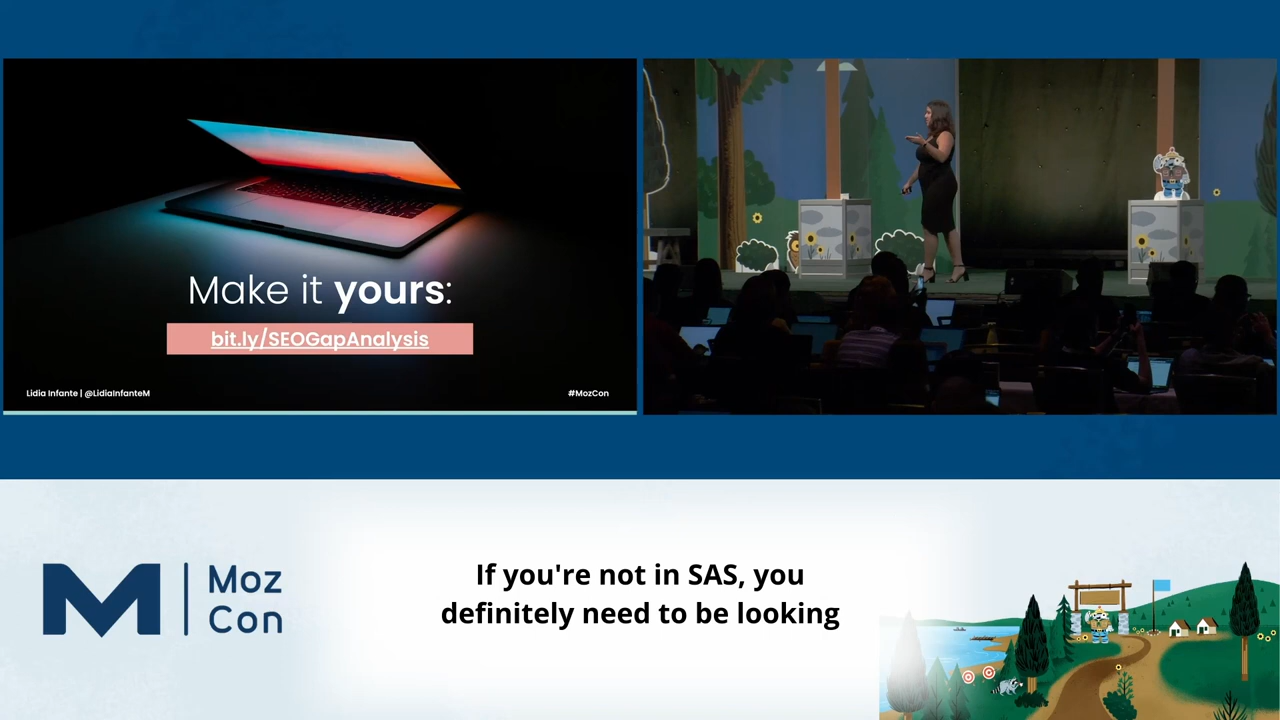 Make it yours:
bit.ly/SEOGapAnalysis
Lidia Infante | @LidiaInfanteM
#MozCon
Moz
Con
If you're not in SAS, you
definitely need to be looking